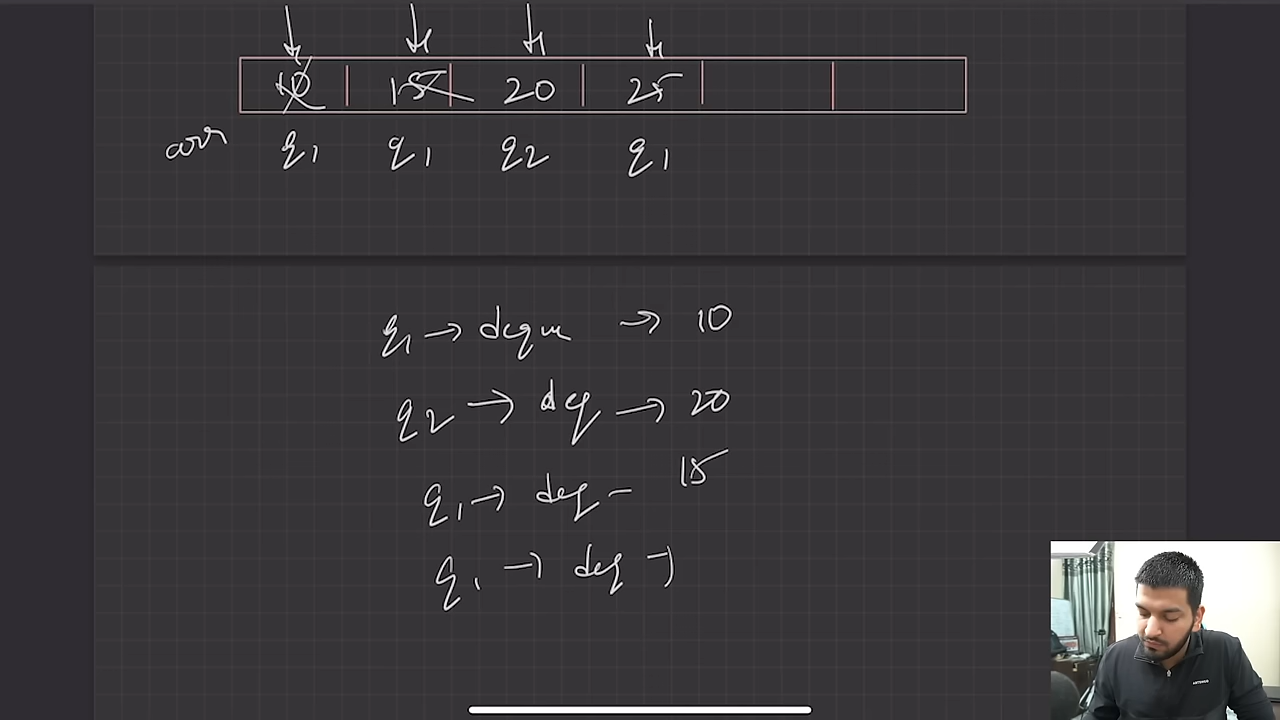 10 15 20 25
arr q1 q1 q2 q1
q1 → deque → 10
q2 → deq → 20
q1 → deq - 15
q1 → deq →